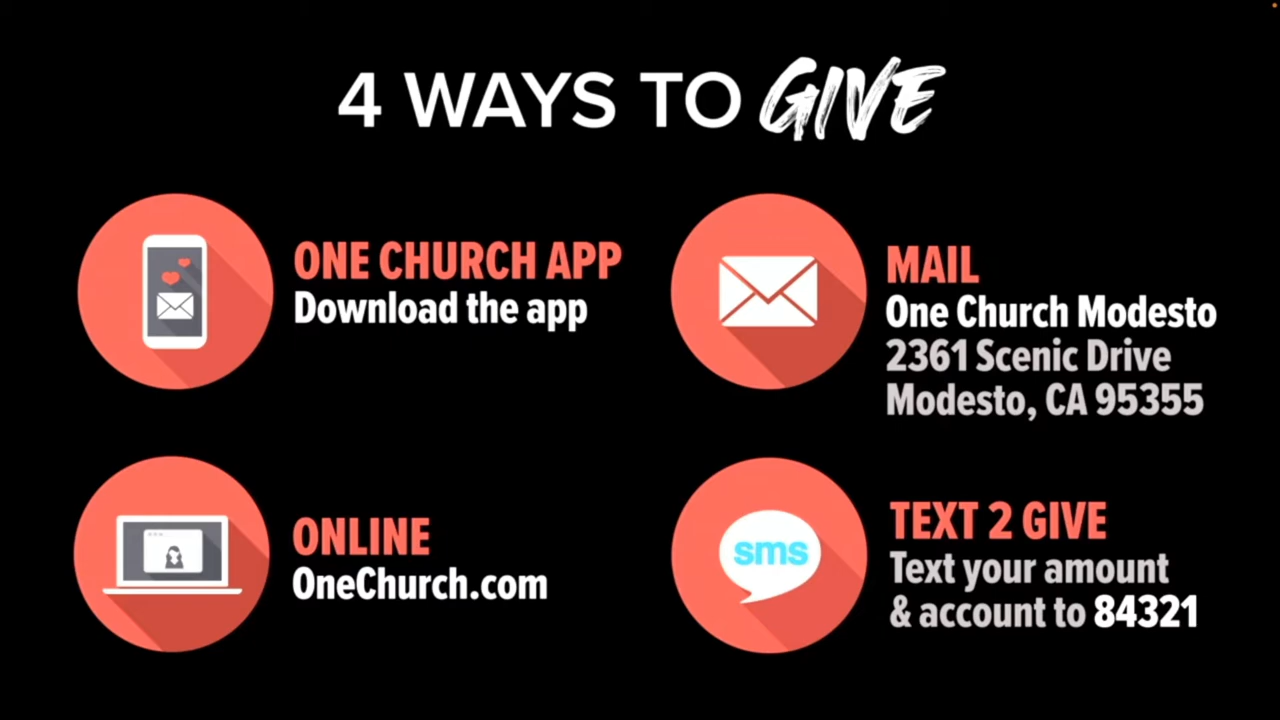 4 WAYS TO GIVE
ONE CHURCH APP
Download the app
MAIL
One Church Modesto
2361 Scenic Drive
Modesto, CA 95355
ONLINE
OneChurch.com
sms
TEXT 2 GIVE
Text your amount
& account to 84321